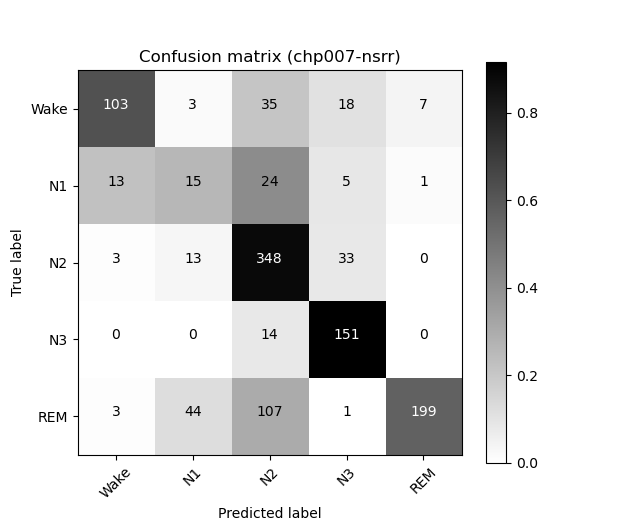 Confusion matrix (chp007-nsrr)
Wake 103 3 35 18 7
N1 13 15 24 5 1
N2 3 13 348 33 0
N3 0 0 14 151 0
REM 3 44 107 1 199
Wake N1 N2 N3 REM
True label
Predicted label
0.8
0.6
0.4
0.2
0.0